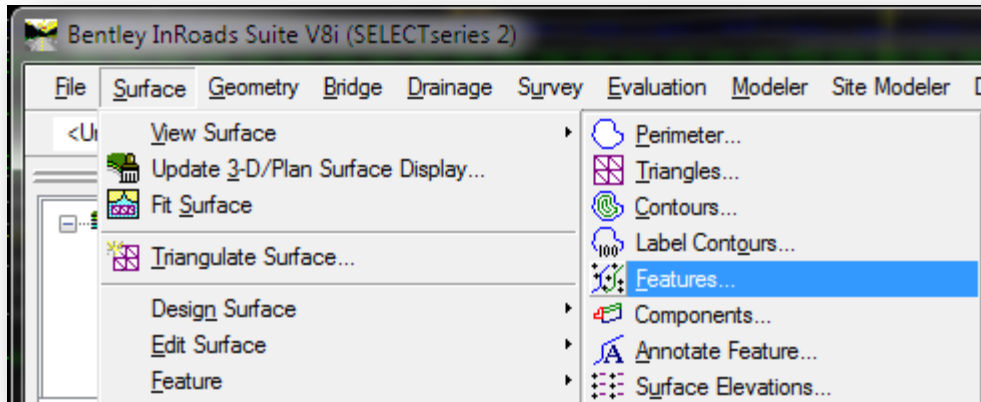 Bentley InRoads Suite V8i (SELECTseries 2)
File Surface Geometry Bridge Drainage Survey Evaluation Modeler Site Modeler D
<Un
View Surface
Update 3-D/Plan Surface Display...
Fit Surface
Triangulate Surface...
Design Surface
Edit Surface
Feature
Perimeter...
Triangles...
Contours...
Label Contours...
100
Features...
Components...
A Annotate Feature...
Surface Elevations...